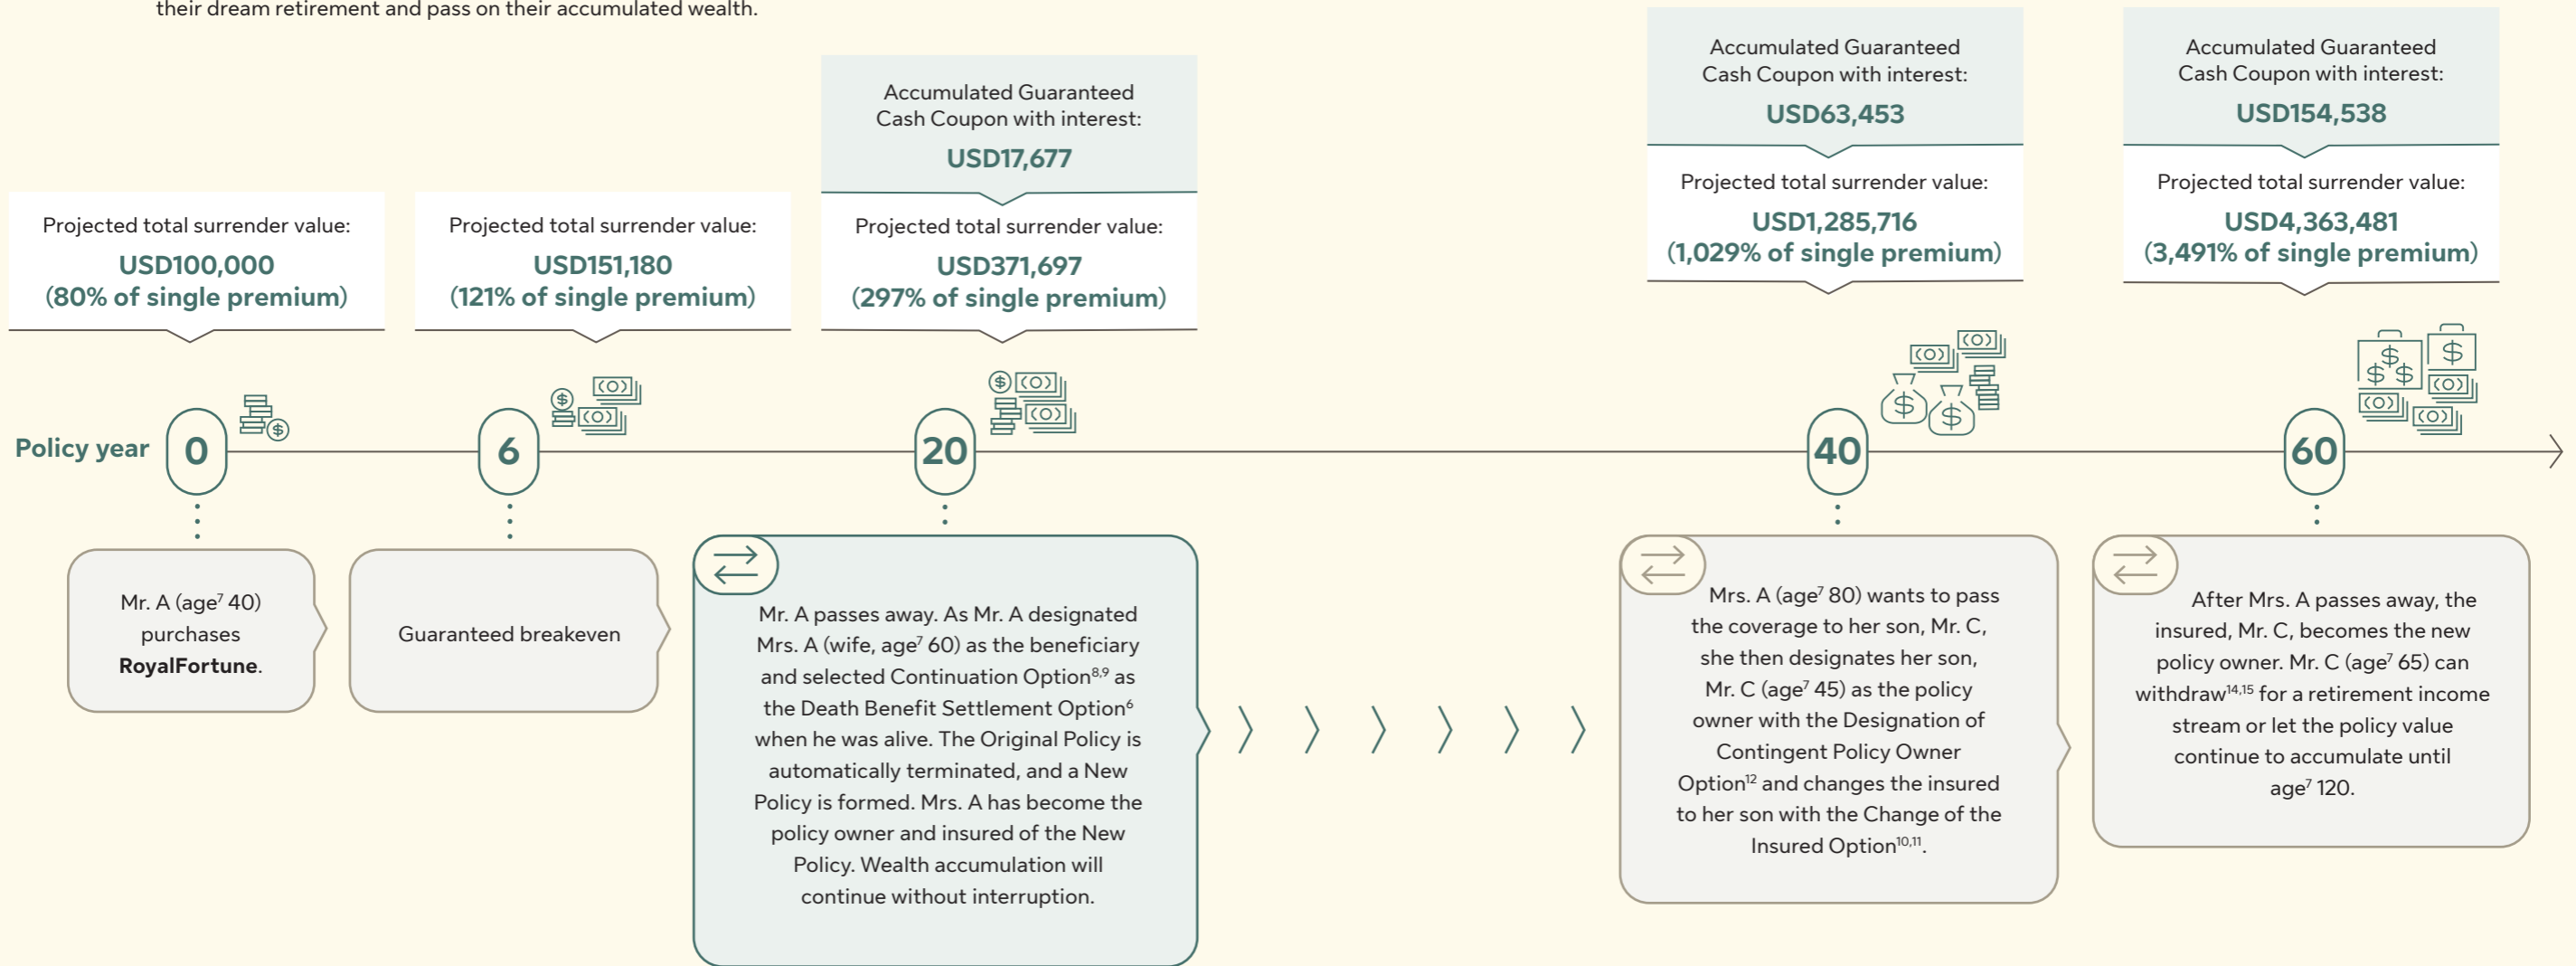 their dream retirement and pass on their accumulated wealth.
Projected total surrender value:
USD100,000
(80% of single premium)
Projected total surrender value:
USD151,180
(121% of single premium)
Accumulated Guaranteed
Cash Coupon with interest:
USD17,677
Projected total surrender value:
USD371,697
(297% of single premium)
Accumulated Guaranteed
Cash Coupon with interest:
USD63,453
Projected total surrender value:
USD1,285,716
(1,029% of single premium)
Accumulated Guaranteed
Cash Coupon with interest:
USD154,538
Projected total surrender value:
USD4,363,481
(3,491% of single premium)
Policy year 0 6 20 40 60
Mr. A (age⁷ 40)
purchases
RoyalFortune.
Guaranteed breakeven
Mr. A passes away. As Mr. A designated
Mrs. A (wife, age⁷ 60) as the beneficiary
and selected Continuation Option⁸,⁹ as
the Death Benefit Settlement Option⁶
when he was alive. The Original Policy is
automatically terminated, and a New
Policy is formed. Mrs. A has become the
policy owner and insured of the New
Policy. Wealth accumulation will
continue without interruption.
Mrs. A (age⁷ 80) wants to pass
the coverage to her son, Mr. C,
she then designates her son,
Mr. C (age⁷ 45) as the policy
owner with the Designation of
Contingent Policy Owner
Option¹² and changes the insured
to her son with the Change of the
Insured Option¹⁰,¹¹.
After Mrs. A passes away, the
insured, Mr. C, becomes the new
policy owner. Mr. C (age⁷ 65) can
withdraw¹⁴,¹⁵ for a retirement income
stream or let the policy value
continue to accumulate until
age⁷ 120.